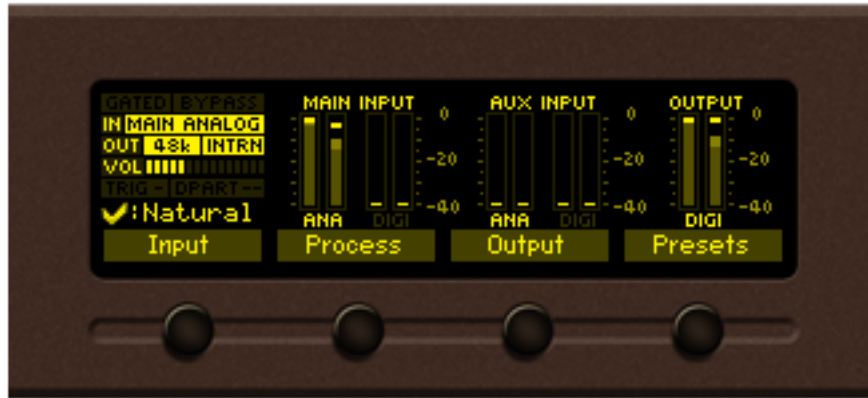 GATED BYPASS
IN MAIN ANALOG
OUT 48k INTRN
VOL
TRIG - DPART --
✓:Natural
MAIN INPUT
0
-20
-40
ANA DIGI
AUX INPUT
0
-20
-40
ANA DIGI
OUTPUT
0
-20
-40
DIGI
Input Process Output Presets